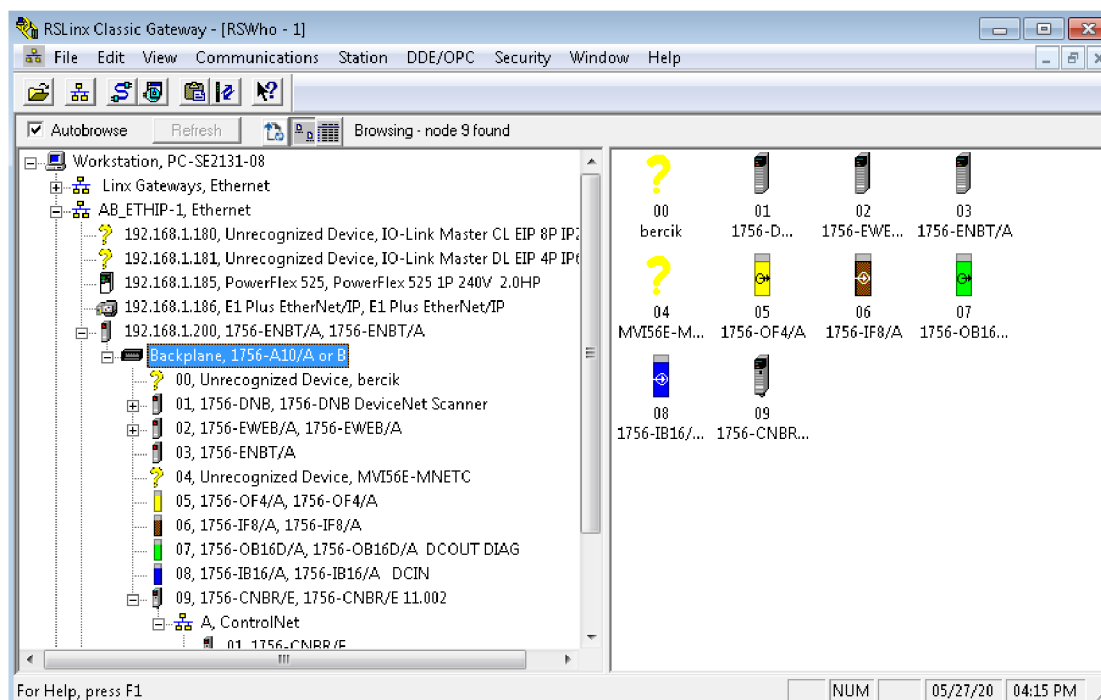 RSLinx Classic Gateway - [RSWho - 1]
File Edit View Communications Station DDE/OPC Security Window Help
Autobrowse Refresh Browsing - node 9 found
Workstation, PC-SE2131-08
Linx Gateways, Ethernet
AB_ETHIP-1, Ethernet
192.168.1.180, Unrecognized Device, IO-Link Master CL EIP 8P IP
192.168.1.181, Unrecognized Device, IO-Link Master DL EIP 4P IP
192.168.1.185, PowerFlex 525, PowerFlex 525 1P 240V 2.0HP
192.168.1.186, E1 Plus EtherNet/IP, E1 Plus EtherNet/IP
192.168.1.200, 1756-ENBT/A, 1756-ENBT/A
Backplane, 1756-A10/A or B
00, Unrecognized Device, bercik
01, 1756-DNB, 1756-DNB DeviceNet Scanner
02, 1756-EWEB/A, 1756-EWEB/A
03, 1756-ENBT/A
04, Unrecognized Device, MVI56E-MNETC
05, 1756-OF4/A, 1756-OF4/A
06, 1756-IF8/A, 1756-IF8/A
07, 1756-OB16D/A, 1756-OB16D/A DCOUT DIAG
08, 1756-IB16/A, 1756-IB16/A DCIN
09, 1756-CNBR/E, 1756-CNBR/E 11.002
A, ControlNet
01, 1756-CNBR/E
00 01 02 03
bercik 1756-D... 1756-EWE... 1756-ENBT/A
04 05 06 07
MVI56E-M... 1756-OF4/A 1756-IF8/A 1756-OB16...
08 09
1756-IB16/... 1756-CNBR...
For Help, press F1 NUM 05/27/20 04:15 PM